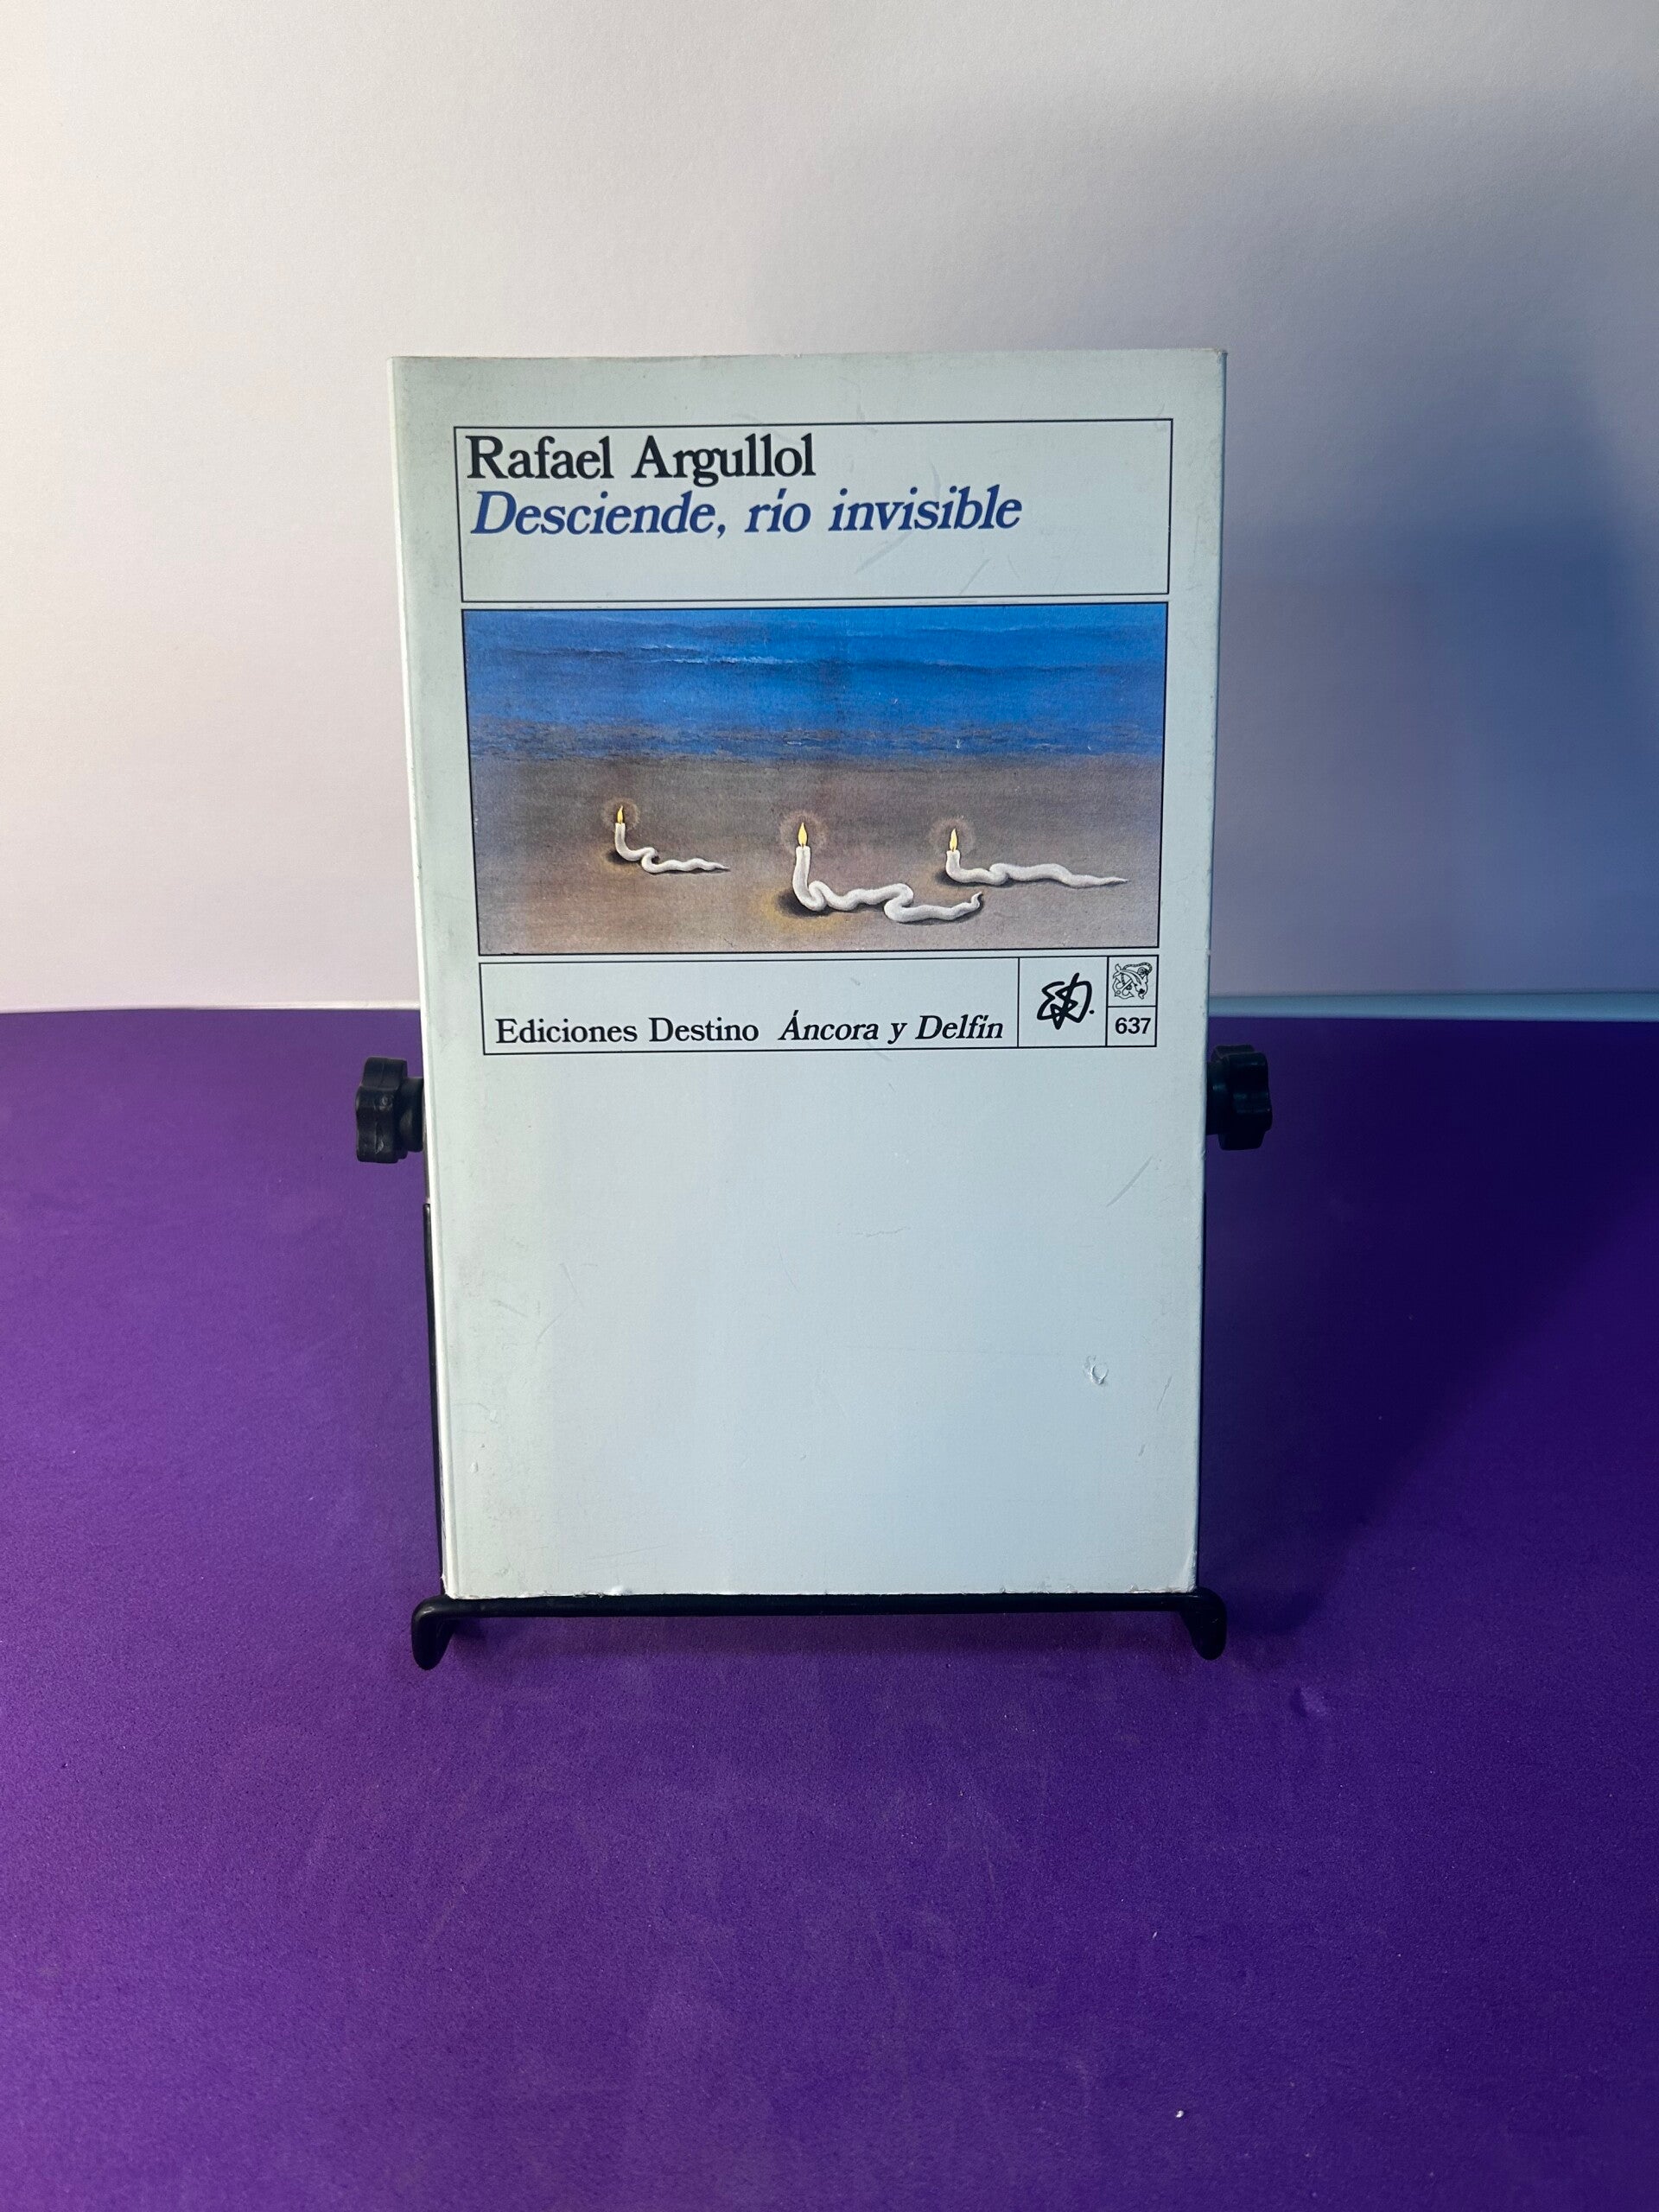 Rafael Argullol
Desciende, río invisible
Ediciones Destino Áncora y Delfín
637